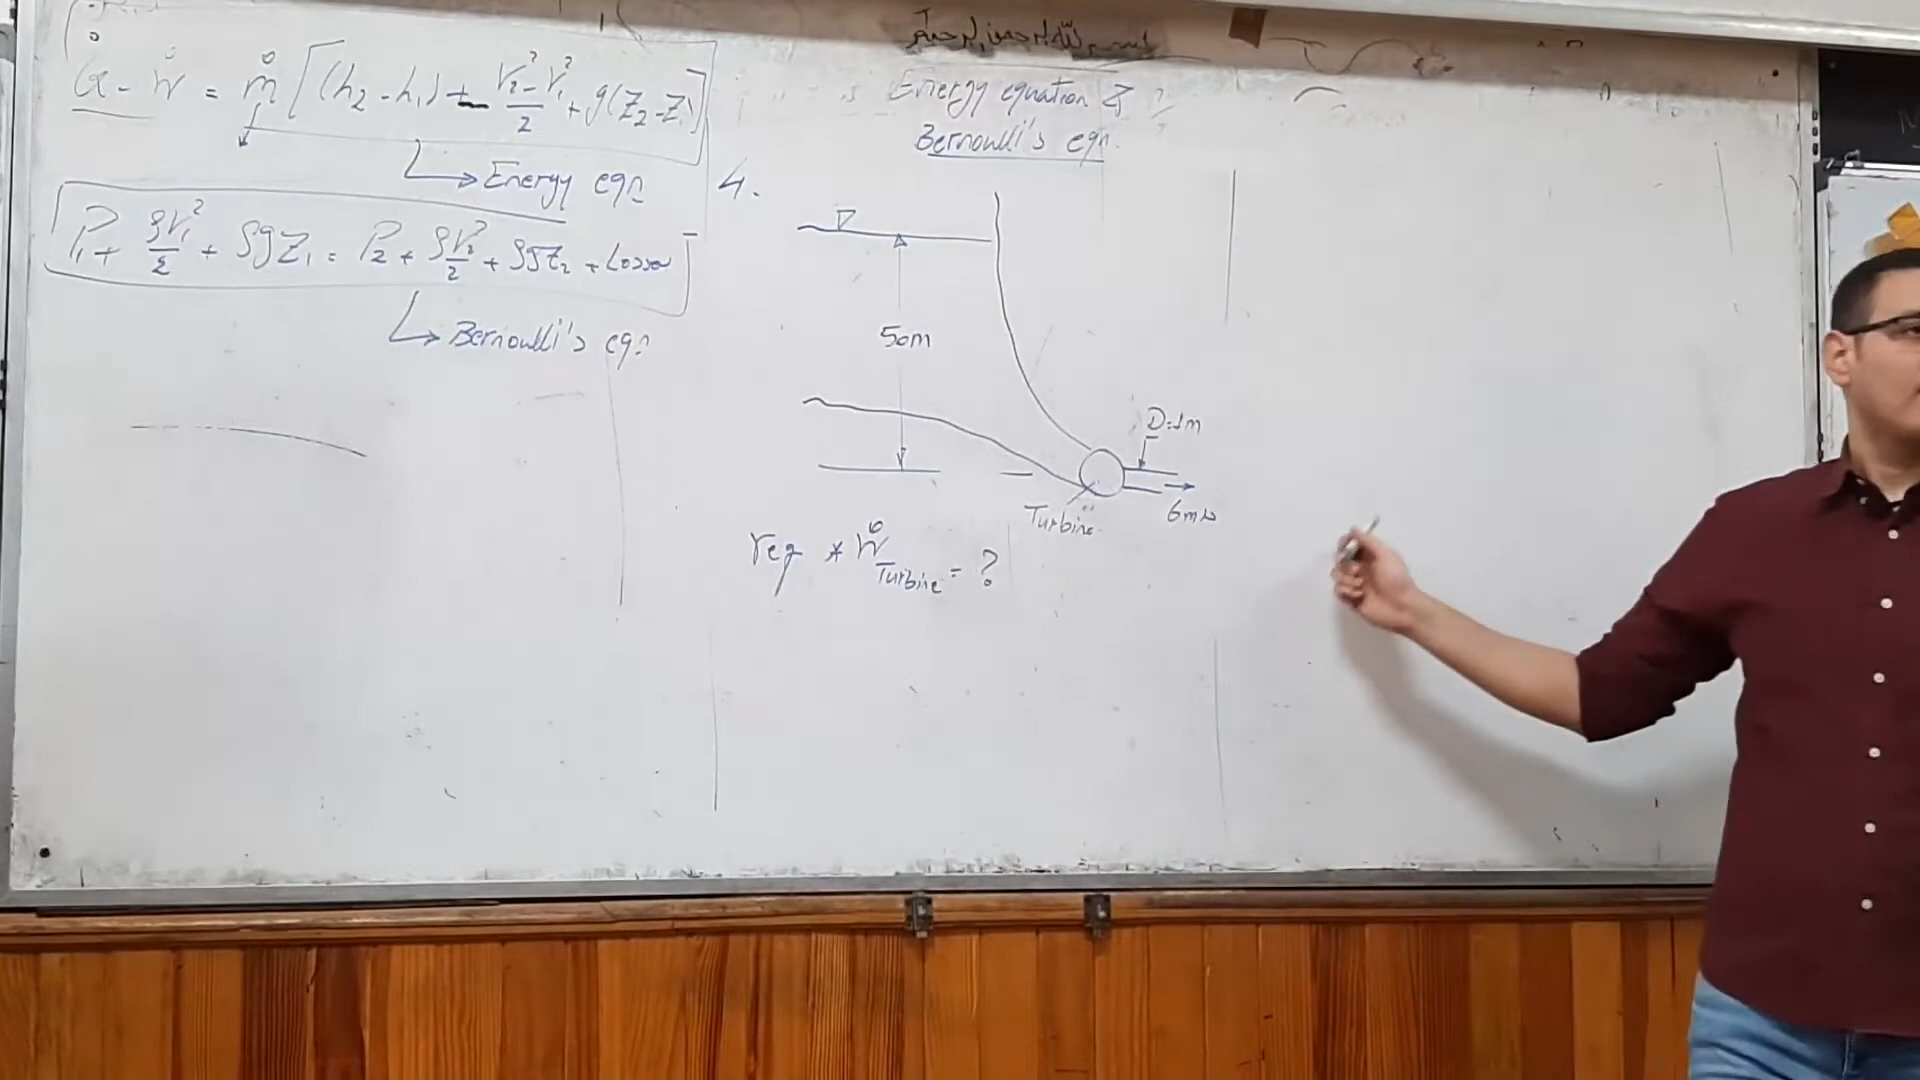 بسم الله الرحمن الرحيم
Energy equation &
Bernoulli's eqn.
Q̇ - Ẇ = ṁ [(h₂ - h₁) + V₂² - V₁² / 2 + g(Z₂ - Z₁)]
Energy eqn
P₁ + ρV₁²/2 + ρgZ₁ = P₂ + ρV₂²/2 + ρgZ₂ + Losses
Bernoulli's eqn
4.
50m
D=1m
6m/s
Turbine
req * Ẇ Turbine = ?